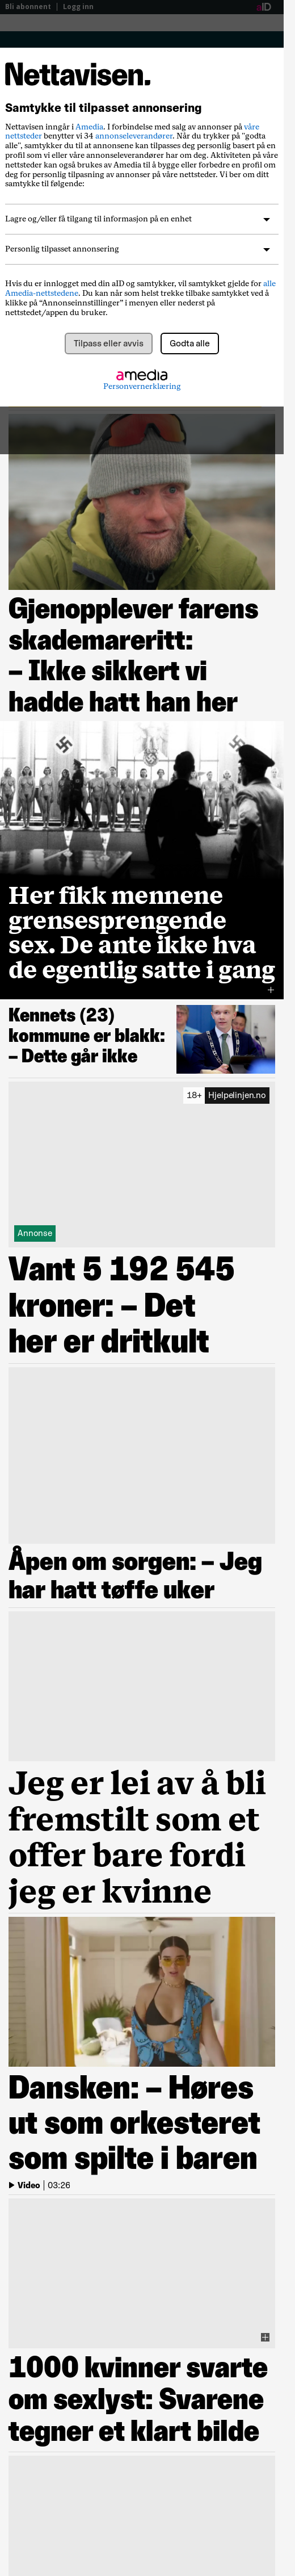 Bli abonnent | Logg inn
aID
Nettavisen.
Samtykke til tilpasset annonsering
Nettavisen inngår i Amedia. I forbindelse med salg av annonser på våre
nettsteder benytter vi 34 annonseleverandører. Når du trykker på "godta
alle", samtykker du til at annonsene kan tilpasses deg personlig basert på en
profil som vi eller våre annonseleverandører har om deg. Aktiviteten på våre
nettsteder kan også brukes av Amedia til å bygge eller forbedre en profil om
deg for personlig tilpasning av annonser på våre nettsteder. Vi ber om ditt
samtykke til følgende:
Lagre og/eller få tilgang til informasjon på en enhet
Personlig tilpasset annonsering
Hvis du er innlogget med din aID og samtykker, vil samtykket gjelde for alle
Amedia-nettstedene. Du kan når som helst trekke tilbake samtykket ved å
klikke på “Annonseinnstillinger” i menyen eller nederst på
nettstedet/appen du bruker.
Tilpass eller avvis
Godta alle
amedia
Personvernerklæring
Gjenopplever farens
skademareritt:
– Ikke sikkert vi
hadde hatt han her
Her fikk mennene
grensesprengende
sex. De ante ikke hva
de egentlig satte i gang
Kennets (23)
kommune er blakk:
– Dette går ikke
18+ Hjelpelinjen.no
Annonse
Vant 5 192 545
kroner: – Det
her er dritkult
Åpen om sorgen: – Jeg
har hatt tøffe uker
Jeg er lei av å bli
fremstilt som et
offer bare fordi
jeg er kvinne
Dansken: – Høres
ut som orkesteret
som spilte i baren
Video | 03:26
1000 kvinner svarte
om sexlyst: Svarene
tegner et klart bilde